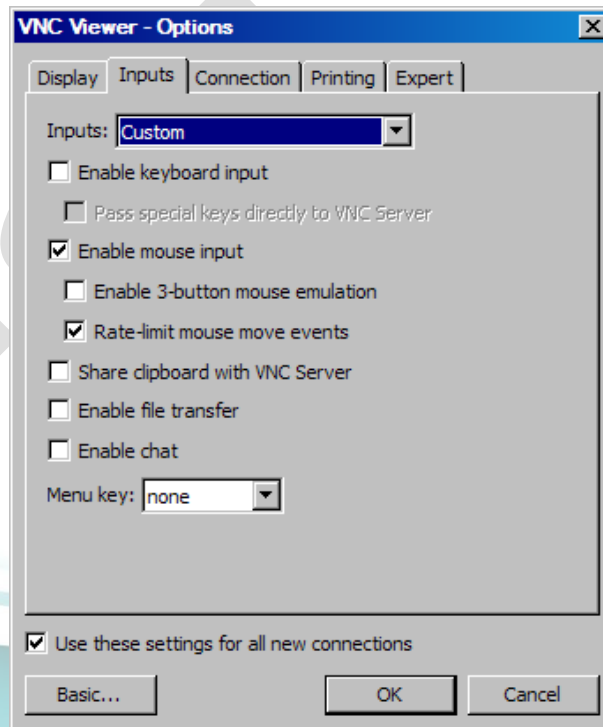 VNC Viewer - Options
Display Inputs Connection Printing Expert
Inputs: Custom
Enable keyboard input
Pass special keys directly to VNC Server
Enable mouse input
Enable 3-button mouse emulation
Rate-limit mouse move events
Share clipboard with VNC Server
Enable file transfer
Enable chat
Menu key: none
Use these settings for all new connections
Basic... OK Cancel